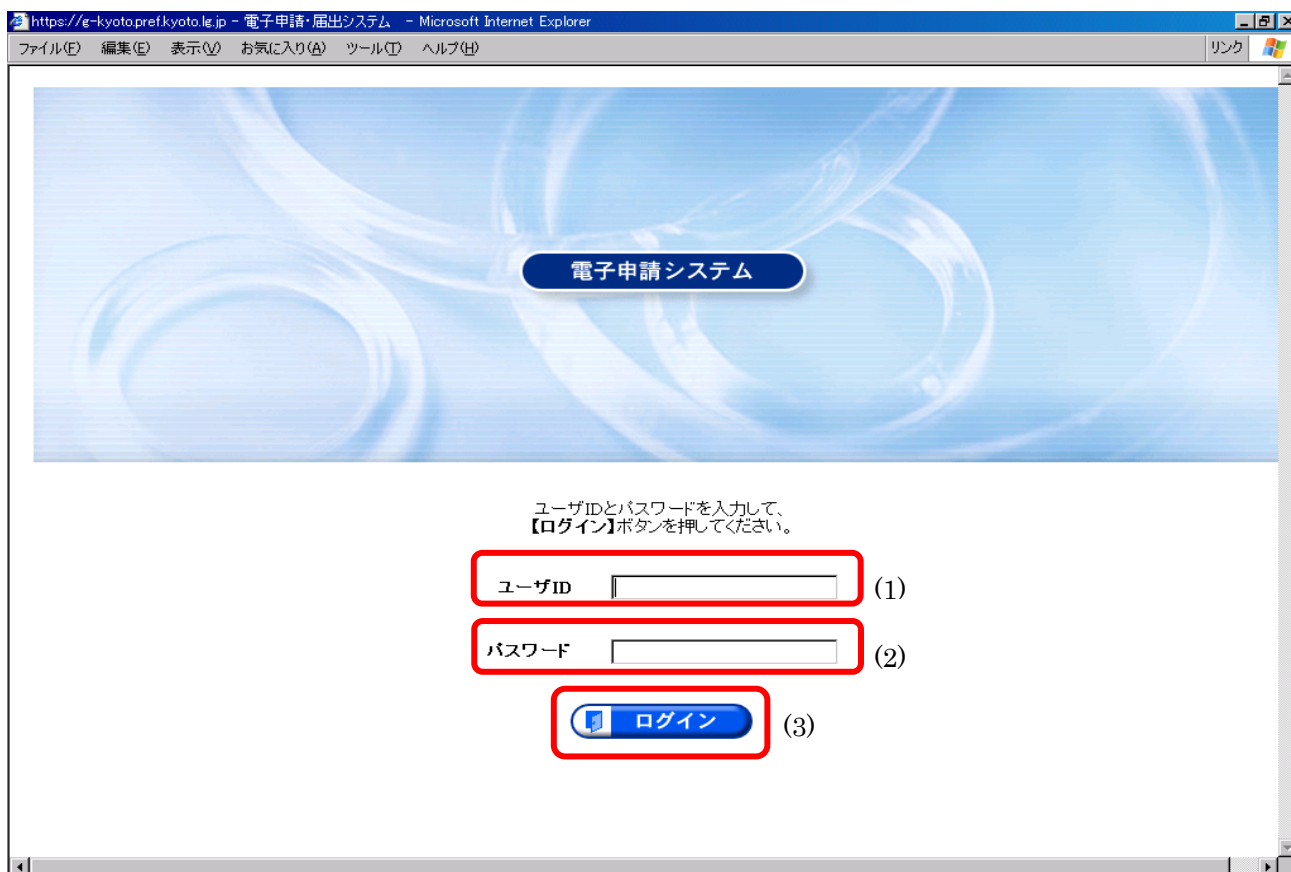 https://g-kyoto.pref.kyoto.lg.jp - 電子申請・届出システム - Microsoft Internet Explorer
ファイル(F) 編集(E) 表示(V) お気に入り(A) ツール(T) ヘルプ(H) リンク
電子申請システム
ユーザIDとパスワードを入力して、
【ログイン】ボタンを押してください。
ユーザID (1)
パスワード (2)
ログイン (3)